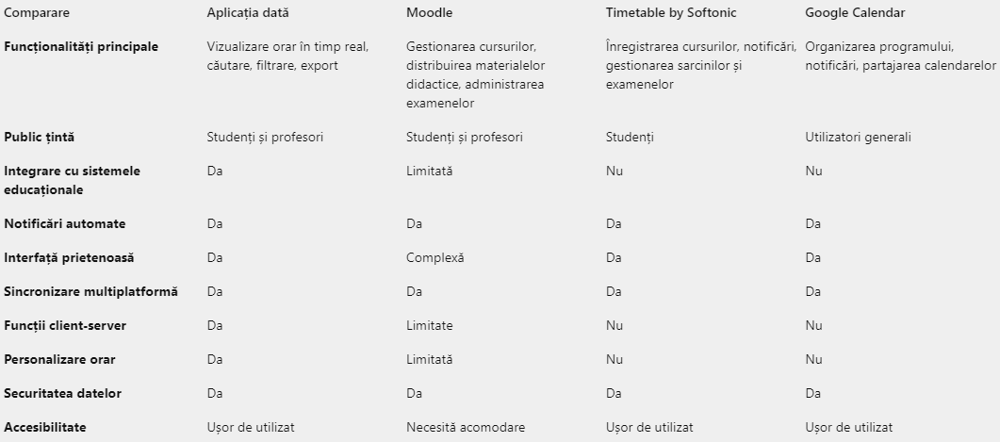 Comparare Aplicația dată Moodle Timetable by Softonic Google Calendar
Funcționalități principale Vizualizare orar în timp real, Gestionarea cursurilor, Înregistrarea cursurilor, notificări, Organizarea programului,
căutare, filtrare, export distribuirea materialelor gestionarea sarcinilor și notificări, partajarea calendarelor
didactice, administrarea examenelor
examenelor
Public țintă Studenți și profesori Studenți și profesori Studenți Utilizatori generali
Integrare cu sistemele Da Limitată Nu Nu
educaționale
Notificări automate Da Da Da Da
Interfață prietenoasă Da Complexă Da Da
Sincronizare multiplatformă Da Da Da Da
Funcții client-server Da Limitate Nu Nu
Personalizare orar Da Limitată Nu Nu
Securitatea datelor Da Da Da Da
Accesibilitate Ușor de utilizat Necesită acomodare Ușor de utilizat Ușor de utilizat